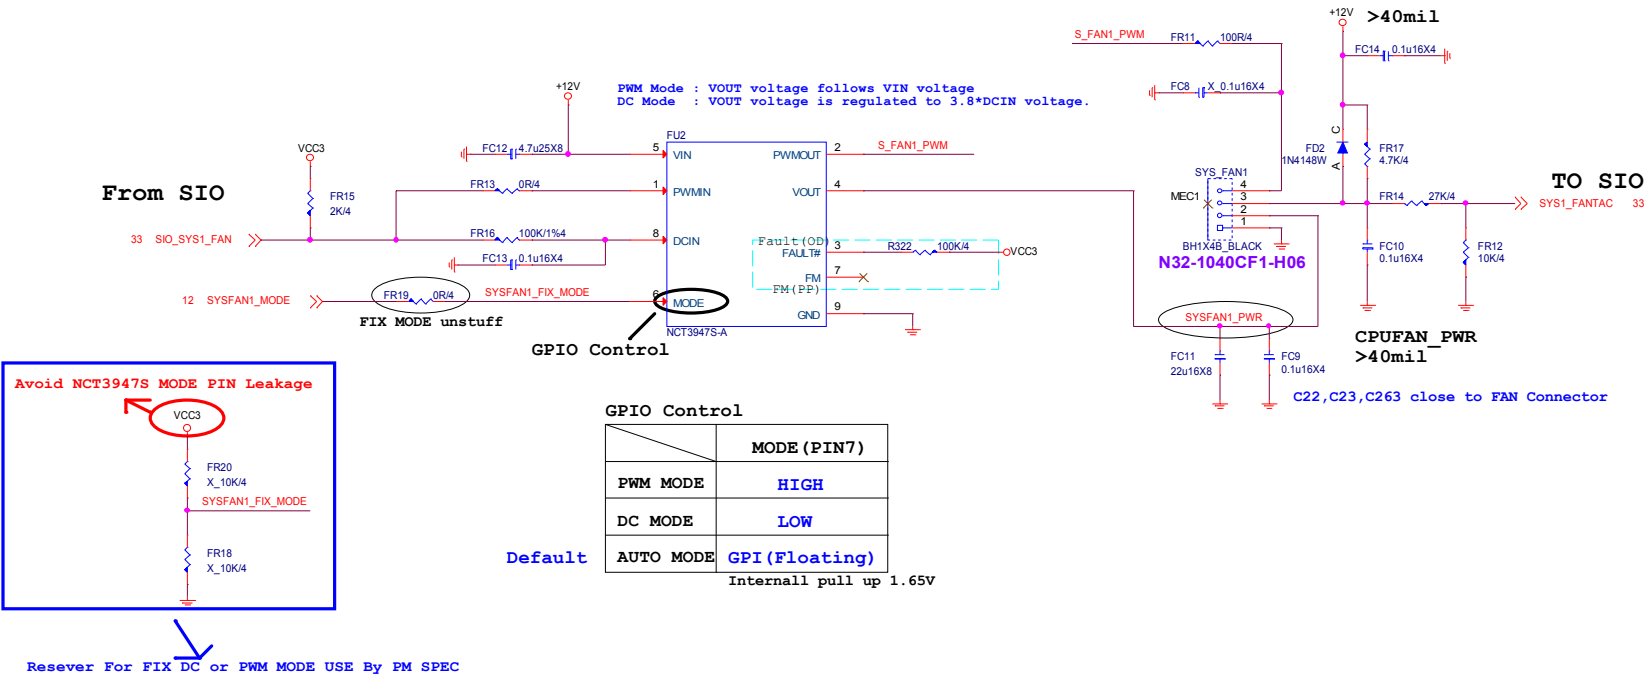 +12V
>40mil
S_FAN1_PWM
FR11
100R/4
FC14
0.1u16X4
+12V
PWM Mode : VOUT voltage follows VIN voltage
DC Mode : VOUT voltage is regulated to 3.8*DCIN voltage.
FC8
X_0.1u16X4
FU2
VCC3
FC12
4.7u25X8
5
VIN
PWMOUT
2
S_FAN1_PWM
C
FD2
1N4148W
A
FR17
4.7K/4
From SIO
FR15
2K/4
FR13
0R/4
1
PWMIN
VOUT
4
SYS_FAN1
MEC1
4
3
2
1
FR14
27K/4
TO SIO
SYS1_FANTAC
33
33
SIO_SYS1_FAN
FR16
100K/1%4
8
DCIN
Fault(OD)
FAULT#
3
R322
100K/4
VCC3
BH1X4B_BLACK
N32-1040CF1-H06
FC10
0.1u16X4
FR12
10K/4
FC13
0.1u16X4
FM
7
FM(PP)
12
SYSFAN1_MODE
FR19
0R/4
SYSFAN1_FIX_MODE
6
MODE
GND
9
FIX MODE unstuff
NCT3947S-A
SYSFAN1_PWR
GPIO Control
CPUFAN_PWR
>40mil
FC11
22u16X8
FC9
0.1u16X4
C22,C23,C263 close to FAN Connector
Avoid NCT3947S MODE PIN Leakage
VCC3
FR20
X_10K/4
SYSFAN1_FIX_MODE
FR18
X_10K/4
Resever For FIX DC or PWM MODE USE By PM SPEC
GPIO Control
MODE(PIN7)
PWM MODE
HIGH
DC MODE
LOW
Default
AUTO MODE
GPI(Floating)
Internall pull up 1.65V